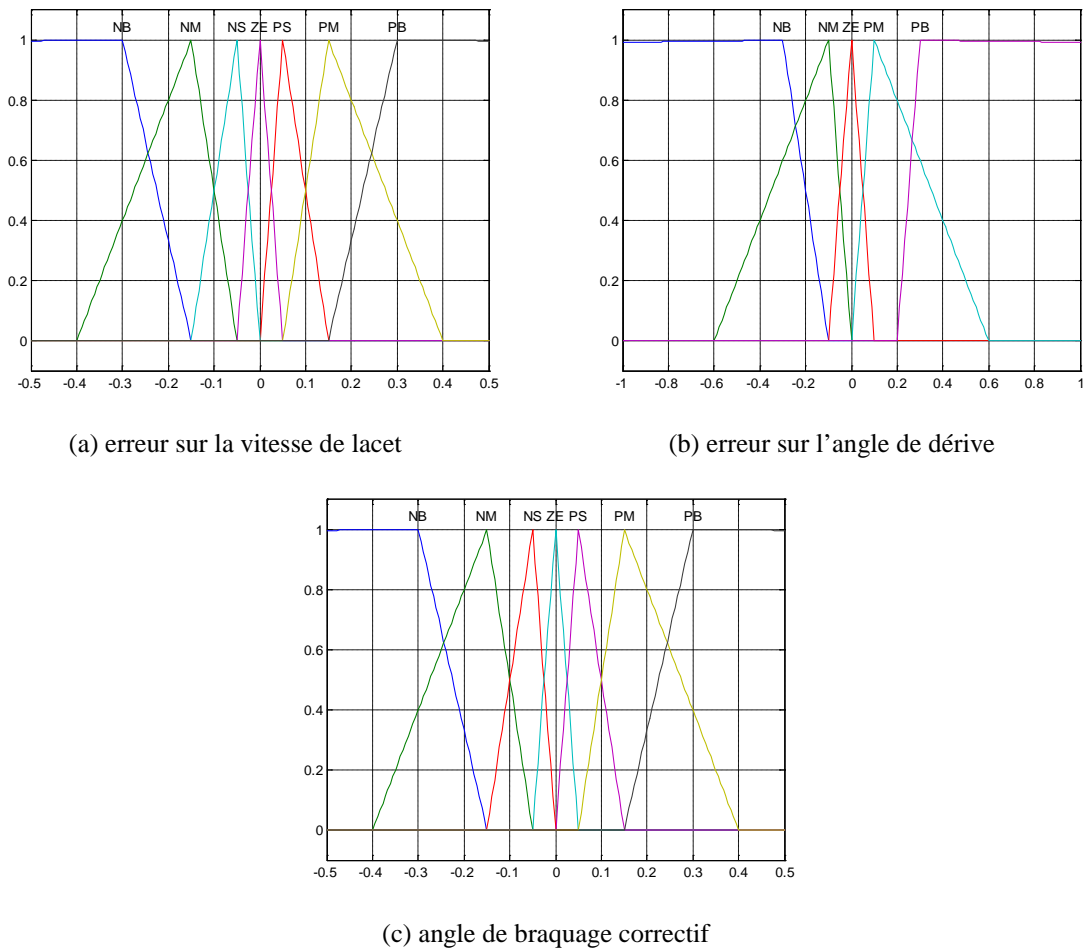 NB NM NS ZE PS PM PB
1
0.8
0.6
0.4
0.2
0
-0.5 -0.4 -0.3 -0.2 -0.1 0 0.1 0.2 0.3 0.4 0.5
(a) erreur sur la vitesse de lacet
NB NM ZE PM PB
1
0.8
0.6
0.4
0.2
0
-1 -0.8 -0.6 -0.4 -0.2 0 0.2 0.4 0.6 0.8 1
(b) erreur sur l'angle de dérive
NB NM NS ZE PS PM PB
1
0.8
0.6
0.4
0.2
0
-0.5 -0.4 -0.3 -0.2 -0.1 0 0.1 0.2 0.3 0.4 0.5
(c) angle de braquage correctif